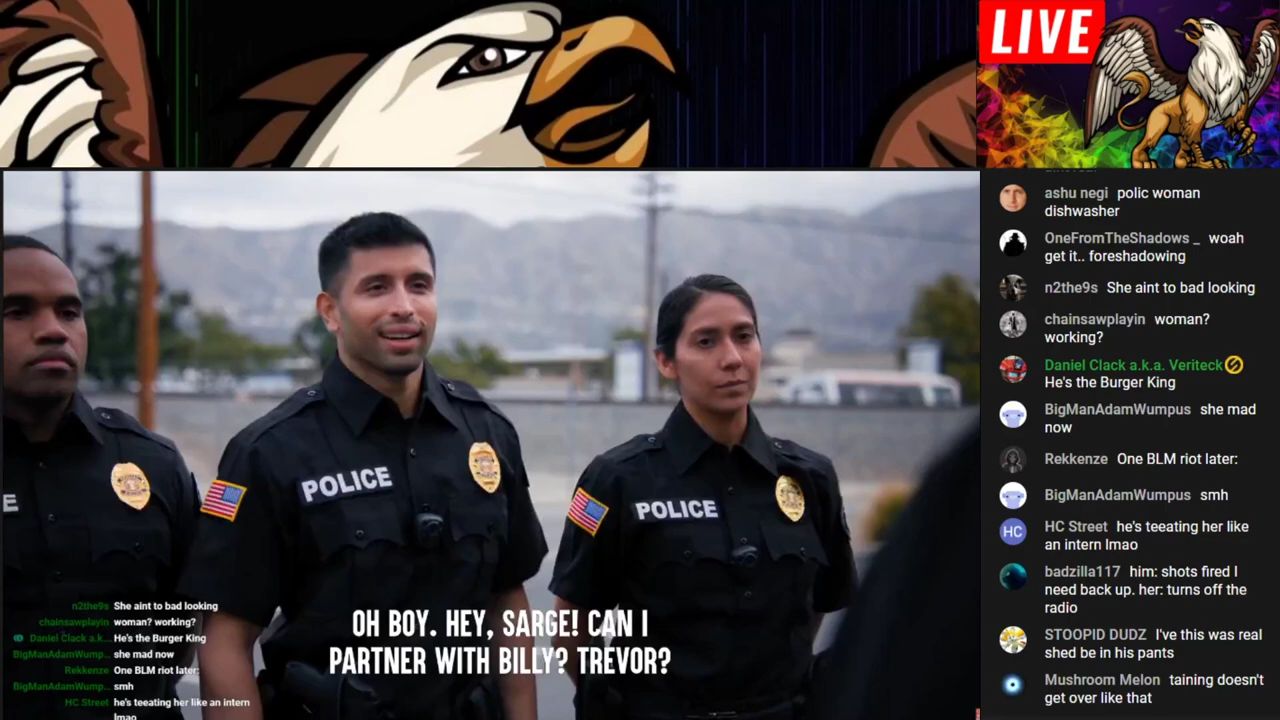 LIVE
ashu negi polic woman
dishwasher
OneFromTheShadows _ woah
get it.. foreshadowing
n2the9s She aint to bad looking
chainsawplayin woman?
working?
Daniel Clack a.k.a. Veriteck
He's the Burger King
BigManAdamWumpus she mad
now
Rekkenze One BLM riot later:
BigManAdamWumpus smh
HC
HC Street he's teeating her like
an intern lmao
badzilla117 him: shots fired I
need back up. her: turns off the
radio
STOOPID DUDZ I've this was real
shed be in his pants
Mushroom Melon taining doesn't
get over like that
E
POLICE
POLICE
OH BOY. HEY, SARGE! CAN I
PARTNER WITH BILLY? TREVOR?
n2the9s She aint to bad looking
chainsawplayin woman? working?
Daniel Clack a.k... He's the Burger King
BigManAdamWump... she mad now
Rekkenze One BLM riot later:
BigManAdamWump... smh
HC Street he's teeating her like an intern
lmao